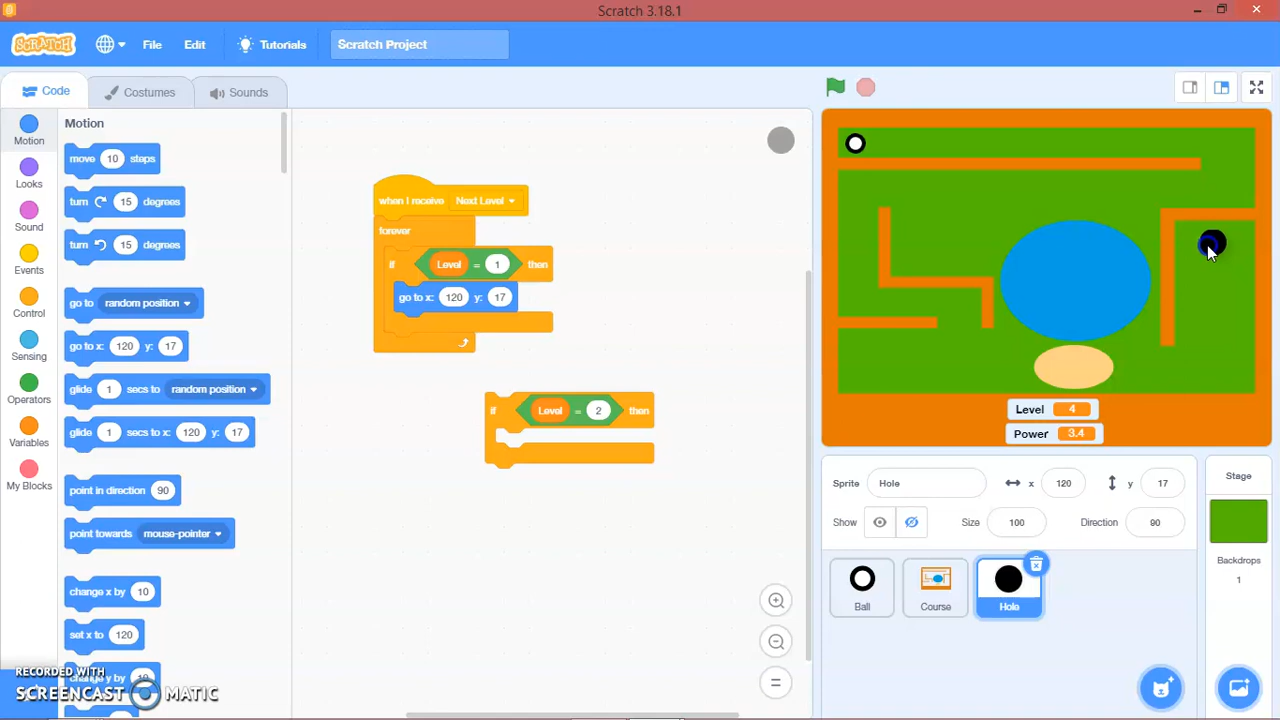 Scratch 3.18.1
SCRATCH File Edit Tutorials Scratch Project
Code Costumes Sounds
Motion
Looks
Sound
Events
Control
Sensing
Operators
Variables
My Blocks
Motion
move 10 steps
turn 15 degrees
turn 15 degrees
go to random position
go to x: 120 y: 17
glide 1 secs to random position
glide 1 secs to x: 120 y: 17
point in direction 90
point towards mouse-pointer
change x by 10
set x to 120
change y by 10
when I receive Next Level
forever
if Level = 1 then
go to x: 120 y: 17
if Level = 2 then
Level 4
Power 3.4
Sprite Hole x 120 y 17
Show Size 100 Direction 90
Ball Course Hole
Stage
Backdrops
1
RECORDED WITH
SCREENCAST MATIC